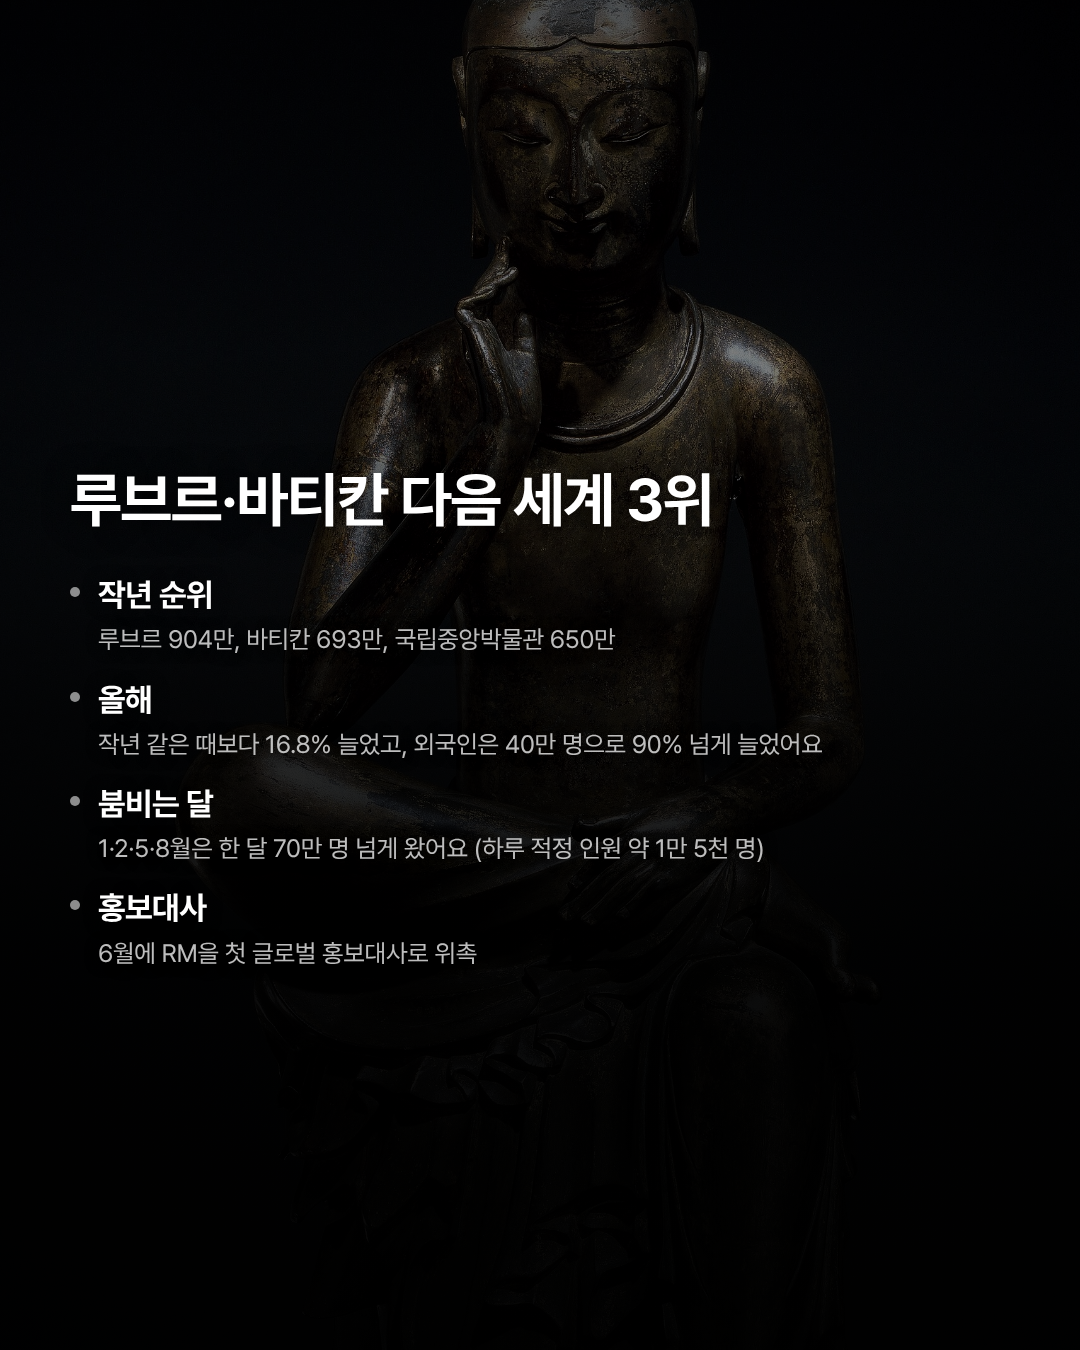 루브르·바티칸 다음 세계 3위
작년 순위
루브르 904만, 바티칸 693만, 국립중앙박물관 650만
올해
작년 같은 때보다 16.8% 늘었고, 외국인은 40만 명으로 90% 넘게 늘었어요
붐비는 달
1·2·5·8월은 한 달 70만 명 넘게 왔어요 (하루 적정 인원 약 1만 5천 명)
홍보대사
6월에 RM을 첫 글로벌 홍보대사로 위촉